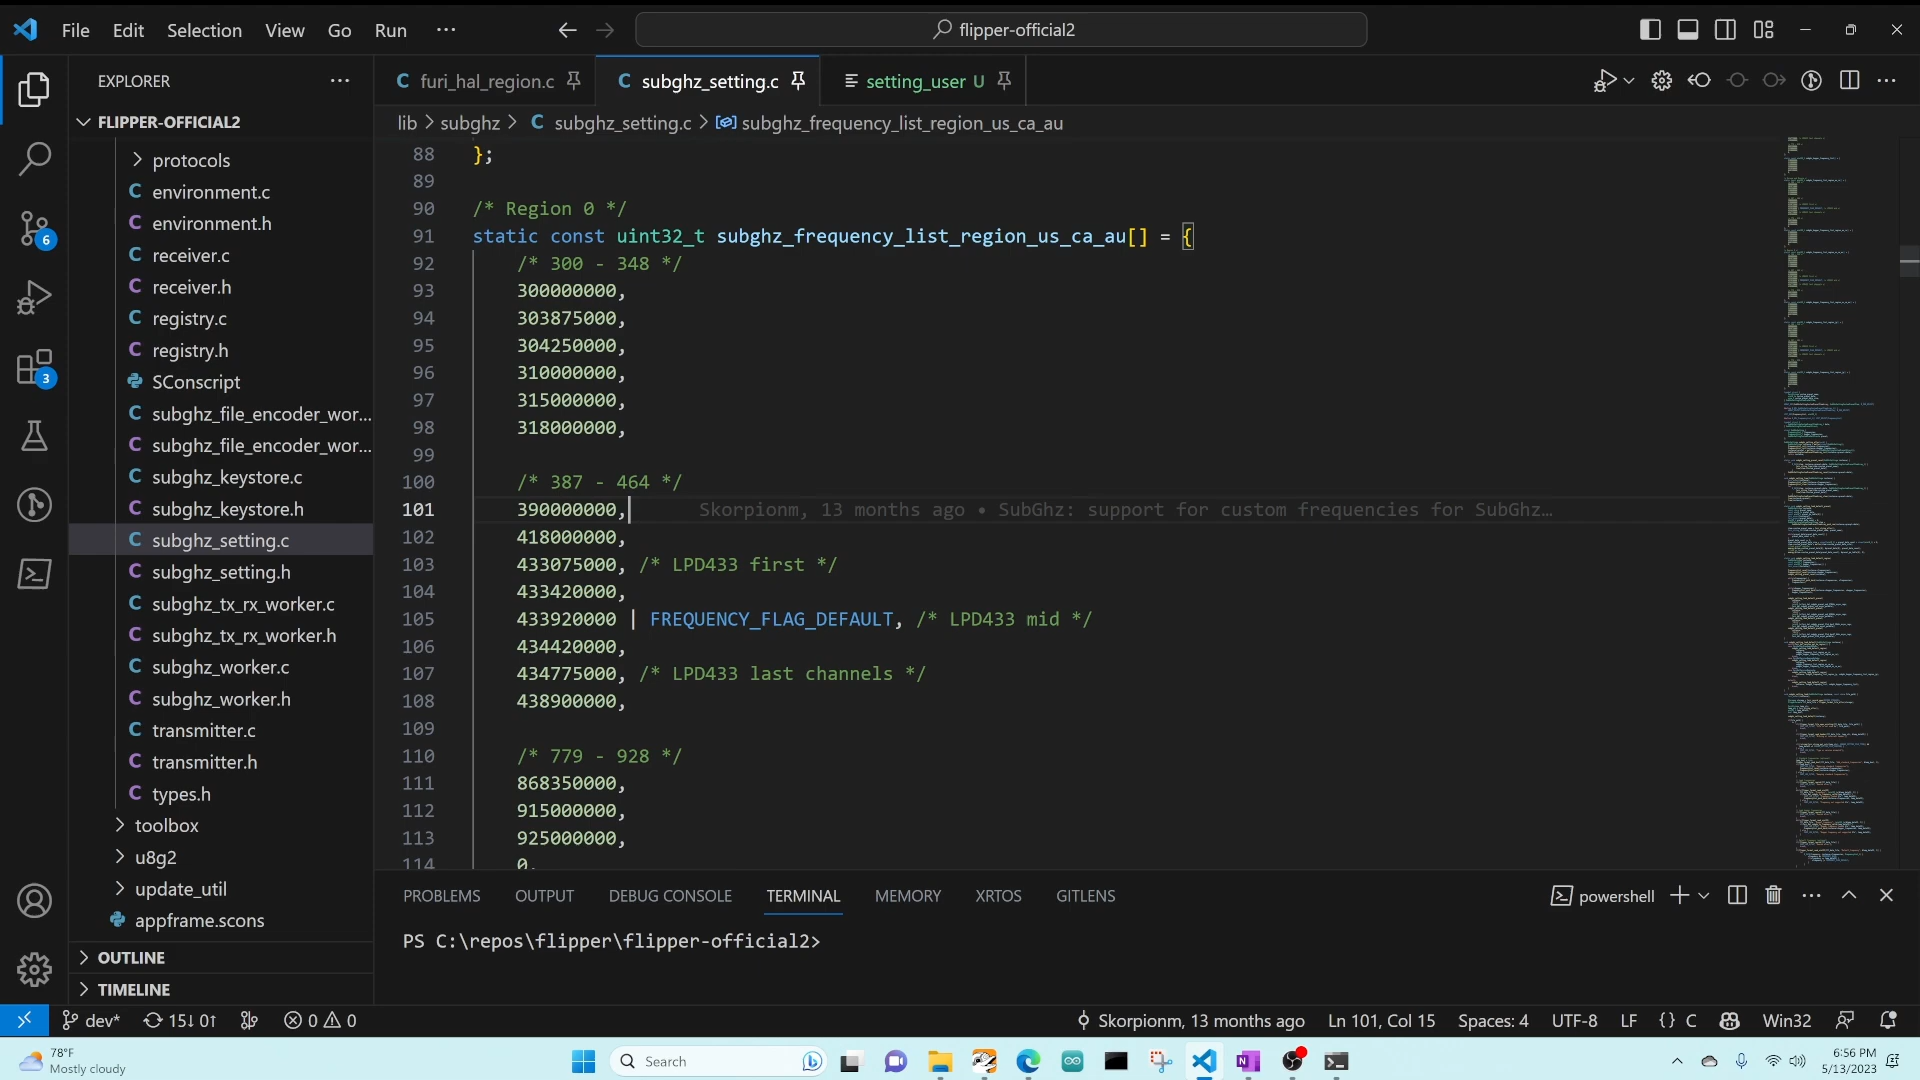 File Edit Selection View Go Run ···
flipper-official2
EXPLORER ···
FLIPPER-OFFICIAL2
protocols
C environment.c
C environment.h
C receiver.c
C receiver.h
C registry.c
C registry.h
SConscript
C subghz_file_encoder_wor...
C subghz_file_encoder_wor...
C subghz_keystore.c
C subghz_keystore.h
C subghz_setting.c
C subghz_setting.h
C subghz_tx_rx_worker.c
C subghz_tx_rx_worker.h
C subghz_worker.c
C subghz_worker.h
C transmitter.c
C transmitter.h
C types.h
toolbox
u8g2
update_util
appframe.scons
OUTLINE
TIMELINE
6
3
C furi_hal_region.c
C subghz_setting.c
setting_user U
lib > subghz > C subghz_setting.c > subghz_frequency_list_region_us_ca_au
88 };
89
90 /* Region 0 */
91 static const uint32_t subghz_frequency_list_region_us_ca_au[] = {
92 /* 300 - 348 */
93 300000000,
94 303875000,
95 304250000,
96 310000000,
97 315000000,
98 318000000,
99
100 /* 387 - 464 */
101 390000000, Skorpionm, 13 months ago • SubGhz: support for custom frequencies for SubGhz…
102 418000000,
103 433075000, /* LPD433 first */
104 433420000,
105 433920000 | FREQUENCY_FLAG_DEFAULT, /* LPD433 mid */
106 434420000,
107 434775000, /* LPD433 last channels */
108 438900000,
109
110 /* 779 - 928 */
111 868350000,
112 915000000,
113 925000000,
114 0,
PROBLEMS OUTPUT DEBUG CONSOLE TERMINAL MEMORY XRTOS GITLENS
powershell
PS C:\repos\flipper\flipper-official2>
dev* 15↓ 0↑ 0 0
Skorpionm, 13 months ago Ln 101, Col 15 Spaces: 4 UTF-8 LF {} C Win32
78°F
Mostly cloudy
Search
6:56 PM
5/13/2023